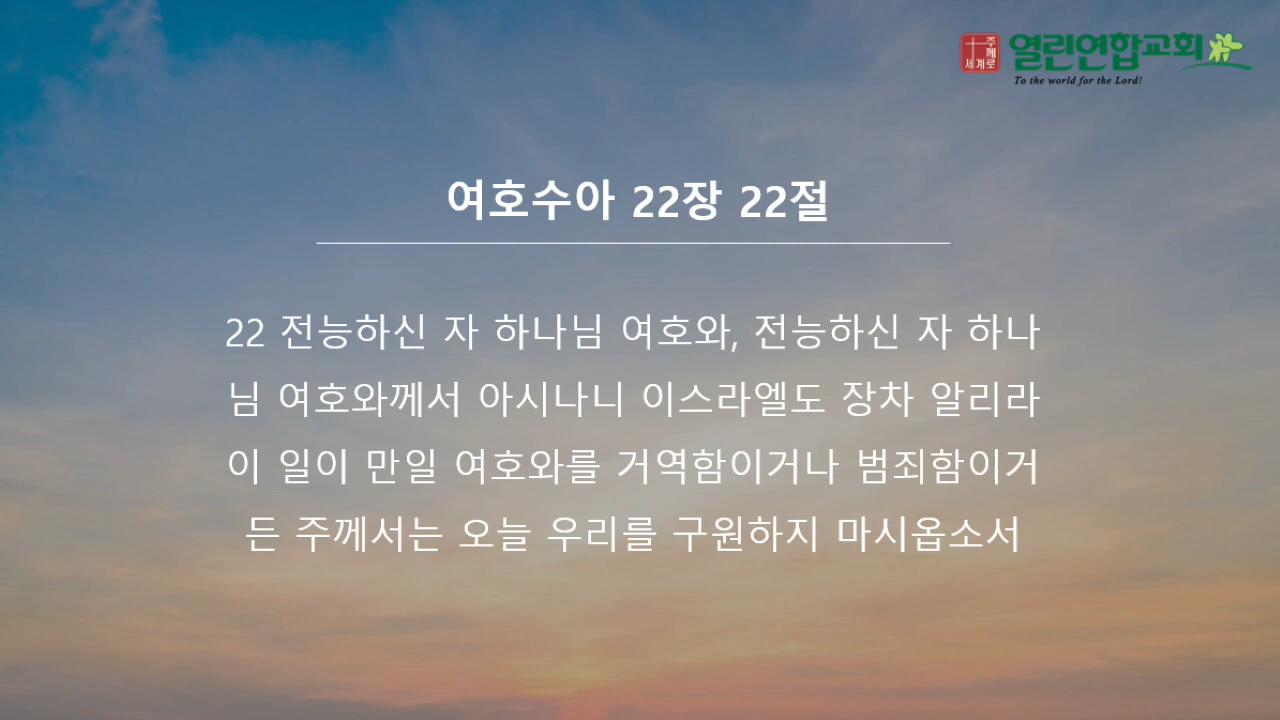 주께
세계로
열린연합교회
To the world for the Lord!
여호수아 22장 22절
22 전능하신 자 하나님 여호와, 전능하신 자 하나
님 여호와께서 아시나니 이스라엘도 장차 알리라
이 일이 만일 여호와를 거역함이거나 범죄함이거
든 주께서는 오늘 우리를 구원하지 마시옵소서